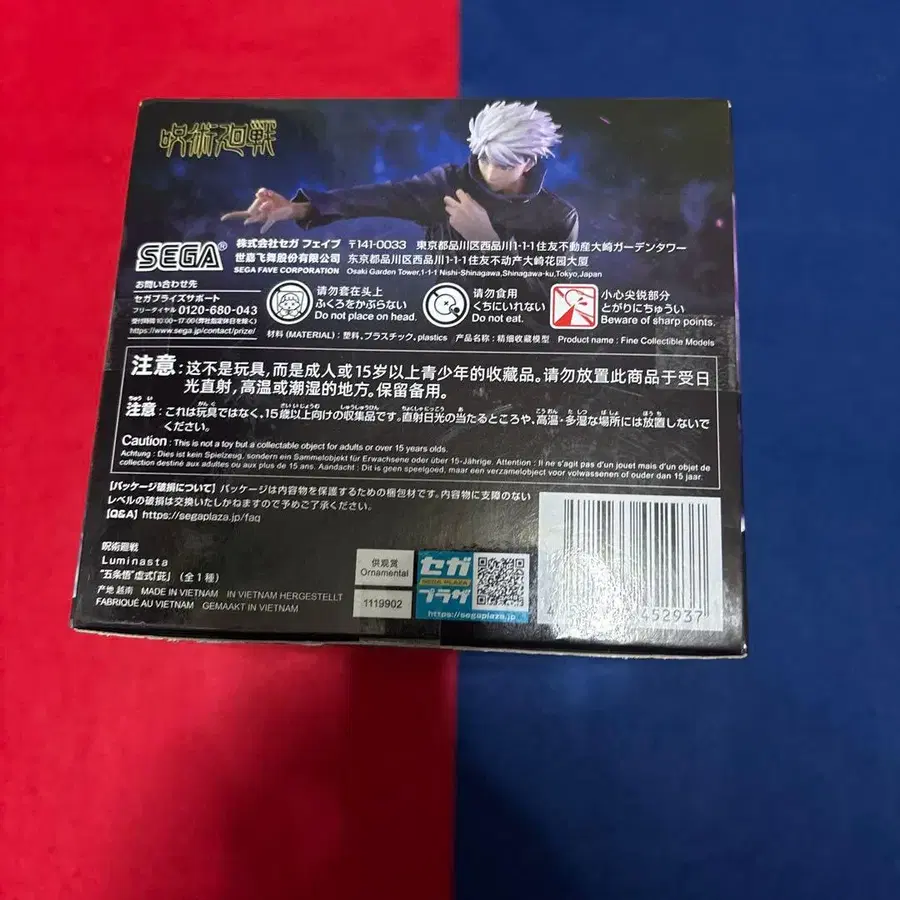 呪術廻戦
SEGA®
株式会社セガ フェイブ 〒141-0033 東京都品川区西品川1-1-1住友不動産大崎ガーデンタワー
世嘉飞舞股份有限公司 东京都品川区西品川1-1-1住友不动产大崎花园大厦
SEGA FAVE CORPORATION Osaki Garden Tower,1-1-1 Nishi-Shinagawa,Shinagawa-ku,Tokyo,Japan
お問い合わせ先
セガプライズサポート
フリーダイヤル 0120-680-043
受付時間 10:00~17:00(弊社指定休日を除く)
https://www.sega.jp/contact/prize/
请勿套在头上
ふくろをかぶらない
Do not place on head.
请勿食用
くちにいれない
Do not eat.
小心尖锐部分
とがりにちゅうい
Beware of sharp points.
材料 (MATERIAL) : 塑料, プラスチック, plastics 产品名称 : 精细收藏模型 Product name : Fine Collectible Models
注意 : 这不是玩具, 而是成人或15岁以上青少年的收藏品。请勿放置此商品于受日
光直射, 高温或潮湿的地方。保留备用。
注意 : これは玩具ではなく、15歳以上向けの収集品です。直射日光の当たるところや、高温・多湿な場所には放置しないで
ください。
Caution : This is not a toy but a collectable object for adults or over 15 years old.
Achtung : Dies ist kein Spielzeug, sondern ein Sammelobjekt für Erwachsene oder über 15-Jährige. Attention : Il ne s'agit pas d'un jouet mais d'un objet de
collection destiné aux adultes ou aux plus de 15 ans. Aandacht : Dit is geen speelgoed, maar een verzamelobject voor volwassenen of ouder dan 15 jaar.
【パッケージ破損について】パッケージは内容物を保護するための梱包材です。内容物に支障のない
レベルの破損は交換いたしかねますので予めご了承ください。
【Q&A】 https://segaplaza.jp/faq
呪術廻戦
Luminasta
"五条悟"虚式「茈」 (全1種)
产地 越南 MADE IN VIETNAM IN VIETNAM HERGESTELLT
FABRIQUÉ AU VIETNAM GEMAAKT IN VIETNAM
供观赏
Ornamental
1119902
セガ
SEGA PLAZA
プラザ
https://segaplaza.jp/
452937